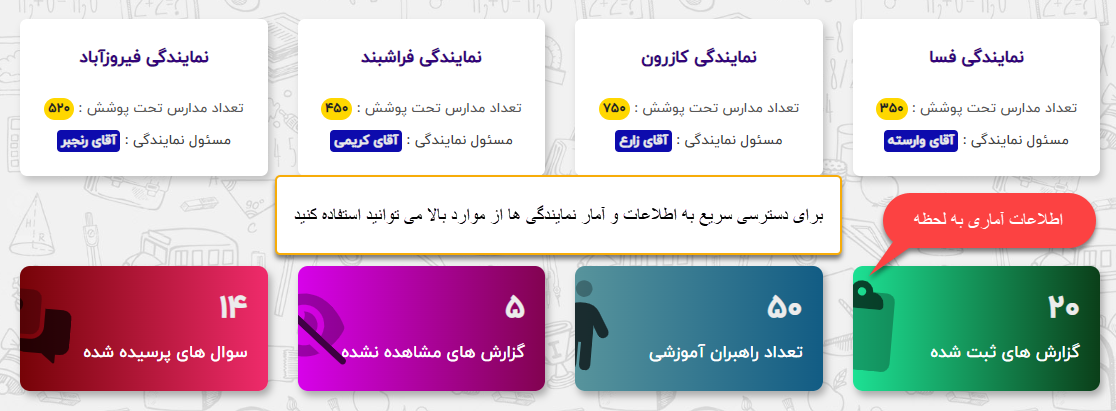 نمایندگی فسا
تعداد مدارس تحت پوشش : ۳۵۰
مسئول نمایندگی : آقای وارسته
نمایندگی کازرون
تعداد مدارس تحت پوشش : ۷۵۰
مسئول نمایندگی : آقای زارع
نمایندگی فراشبند
تعداد مدارس تحت پوشش : ۴۵۰
مسئول نمایندگی : آقای کریمی
نمایندگی فیروزآباد
تعداد مدارس تحت پوشش : ۵۲۰
مسئول نمایندگی : آقای رنجبر
برای دسترسی سریع به اطلاعات و آمار نمایندگی ها از موارد بالا می توانید استفاده کنید
اطلاعات آماری به لحظه
۲۰
گزارش های ثبت شده
۵۰
تعداد راهبران آموزشی
۵
گزارش های مشاهده نشده
۱۴
سوال های پرسیده شده